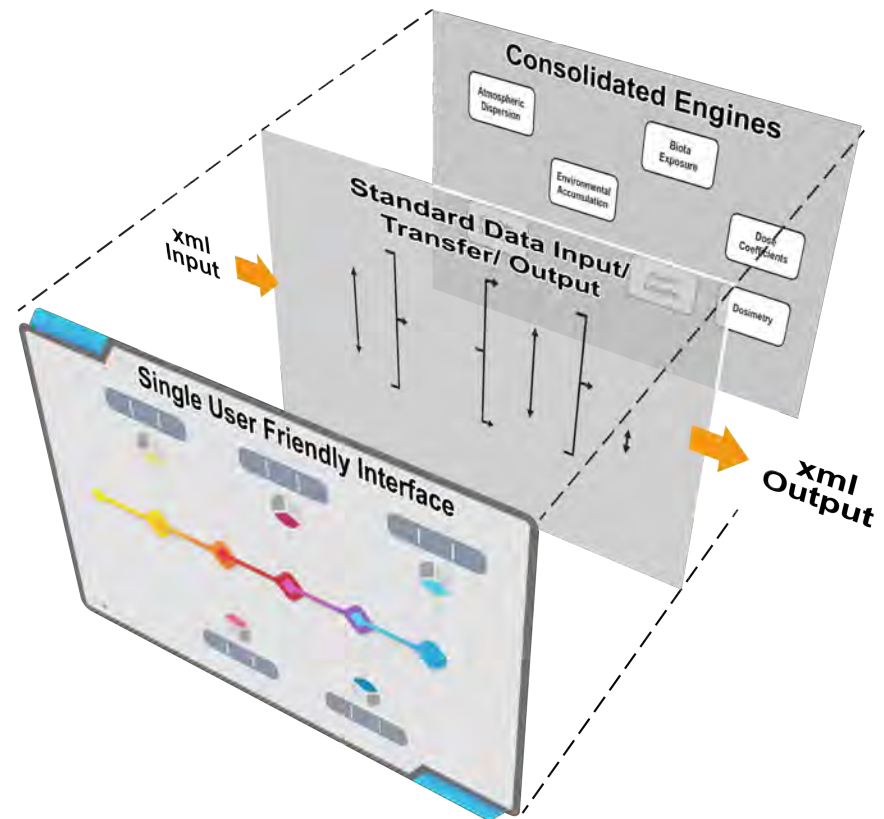 Consolidated Engines
Atmospheric
Dispersion
Biota
Exposure
Environmental
Accumulation
Dose
Coefficients
Dosimetry
Standard Data Input/
Transfer/ Output
xml
Input
Single User Friendly Interface
xml
Output